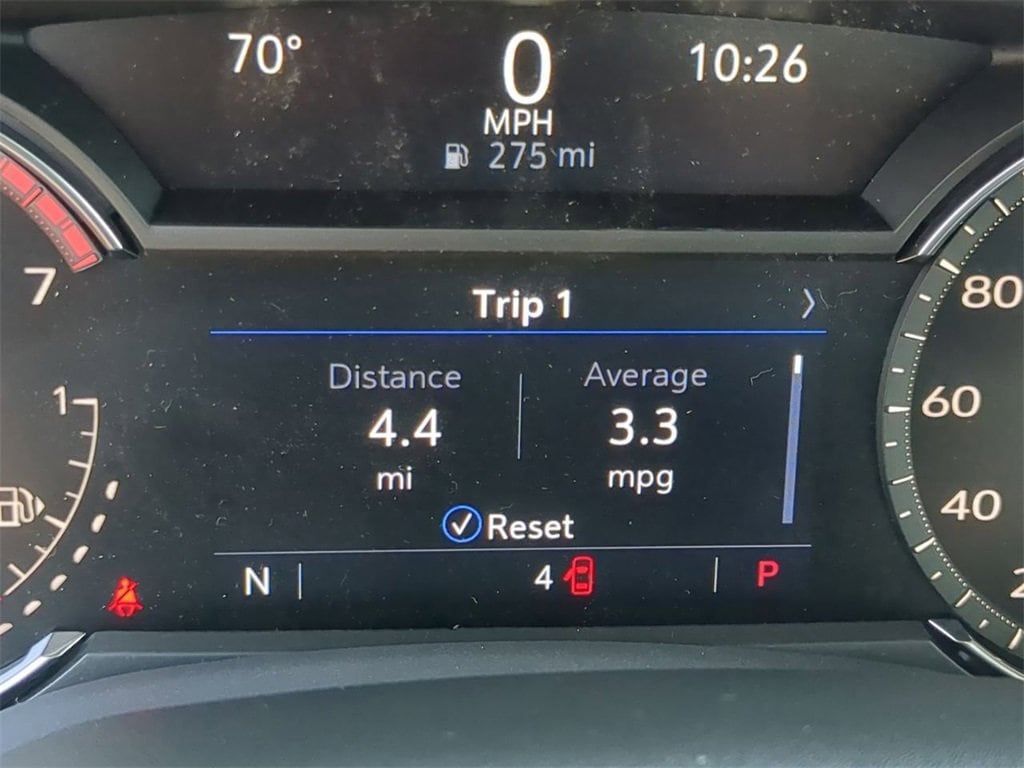 70° 0 10:26
MPH
275 mi
7
Trip 1
80
Distance Average
1 4.4 3.3 60
mi mpg
40
Reset
N 4 P
2